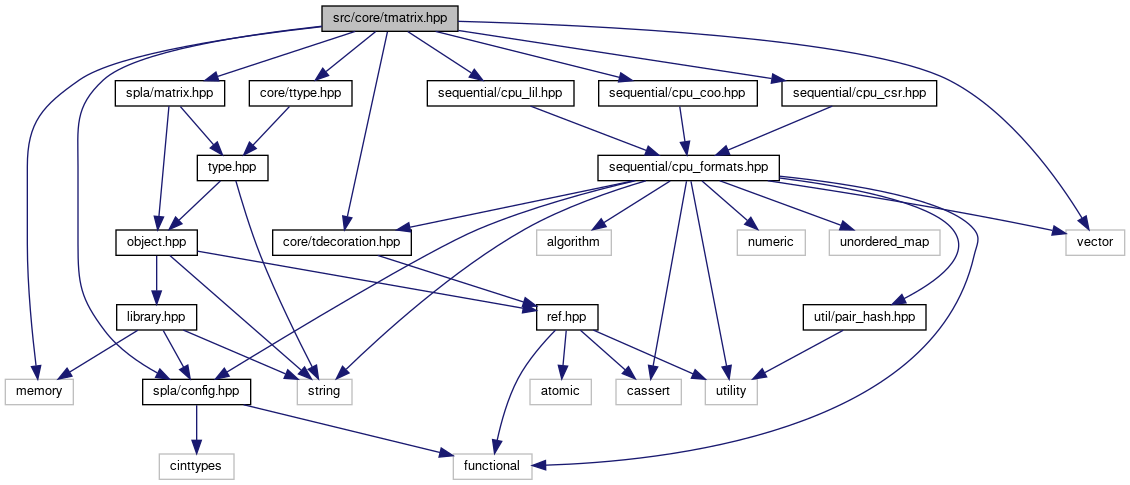 src/core/tmatrix.hpp
spla/matrix.hpp
core/ttype.hpp
sequential/cpu_lil.hpp
sequential/cpu_coo.hpp
sequential/cpu_csr.hpp
type.hpp
sequential/cpu_formats.hpp
object.hpp
core/tdecoration.hpp
algorithm
numeric
unordered_map
vector
library.hpp
ref.hpp
util/pair_hash.hpp
memory
spla/config.hpp
string
atomic
cassert
utility
cinttypes
functional